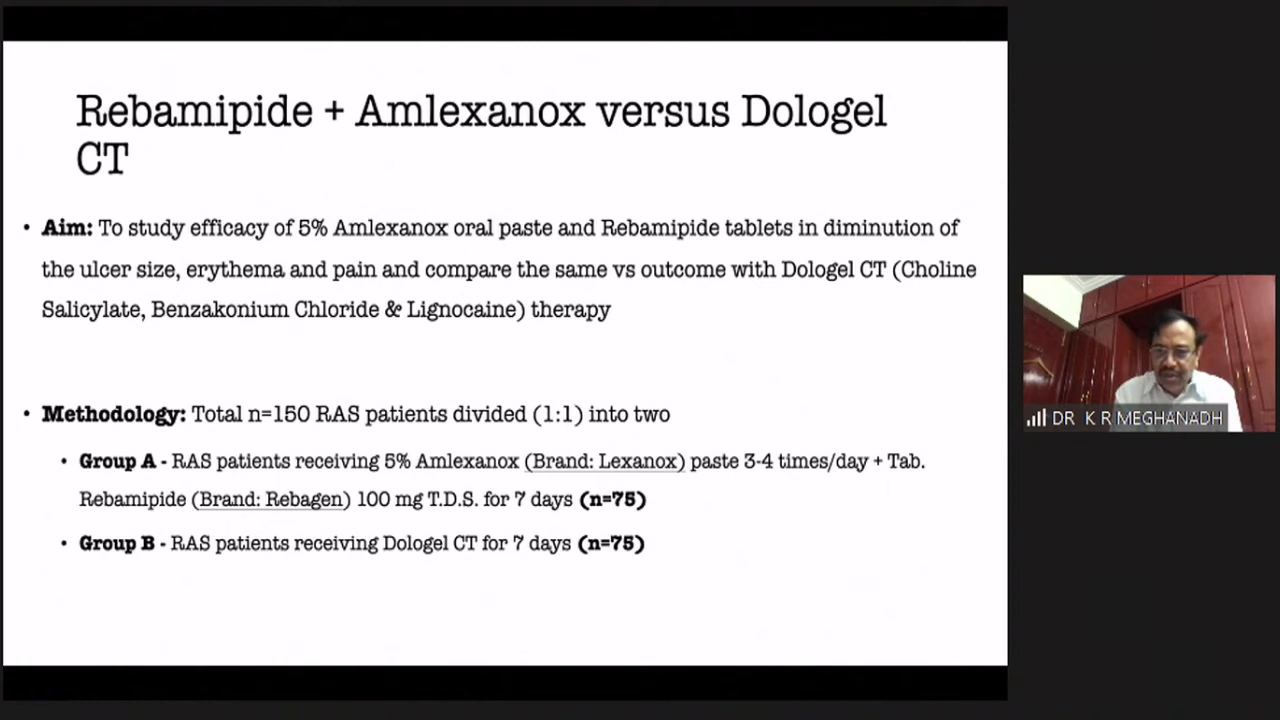 Rebamipide + Amlexanox versus Dologel
CT
• Aim: To study efficacy of 5% Amlexanox oral paste and Rebamipide tablets in diminution of
the ulcer size, erythema and pain and compare the same vs outcome with Dologel CT (Choline
Salicylate, Benzakonium Chloride & Lignocaine) therapy
• Methodology: Total n=150 RAS patients divided (1:1) into two
• Group A - RAS patients receiving 5% Amlexanox (Brand: Lexanox) paste 3-4 times/day + Tab.
Rebamipide (Brand: Rebagen) 100 mg T.D.S. for 7 days (n=75)
• Group B - RAS patients receiving Dologel CT for 7 days (n=75)
DR K R MEGHANADH